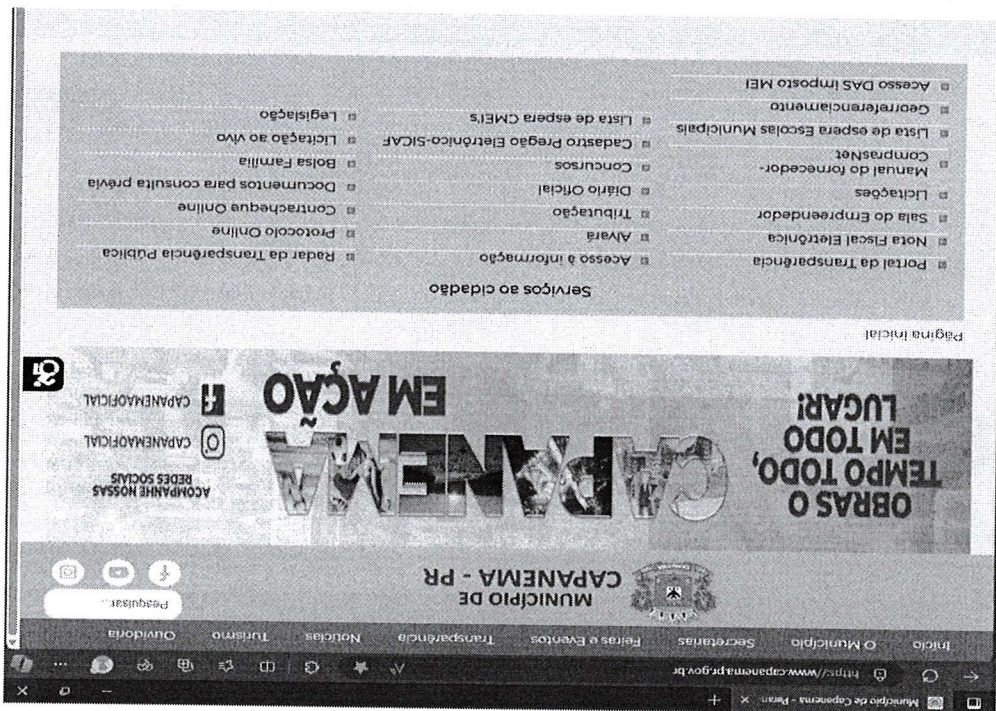 Município de Capanema - Paran
https://www.capanema.pr.gov.br
Início O Município Secretarias Feiras e Eventos Transparência Notícias Turismo Ouvidoria
MUNICÍPIO DE
CAPANEMA - PR
Pesquisar...
OBRAS O
TEMPO TODO,
EM TODO
LUGAR!
CAPANEMA
EM AÇÃO
ACOMPANHE NOSSAS
REDES SOCIAIS
CAPANEMAOFICIAL
CAPANEMAOFICIAL
Página inicial
Serviços ao cidadão
Portal da Transparência
Nota Fiscal Eletrônica
Sala do Empreendedor
Licitações
Manual do fornecedor-
ComprasNet
Lista de espera Escolas Municipais
Georeferenciamento
Acesso DAS imposto MEI
Acesso à informação
Alvará
Tributação
Diário Oficial
Concursos
Cadastro Pregão Eletrônico-SICAF
Lista de espera CMEI's
Radar da Transparência Pública
Protocolo Online
Contracheque Online
Documentos para consulta prévia
Bolsa Família
Licitação ao vivo
Legislação